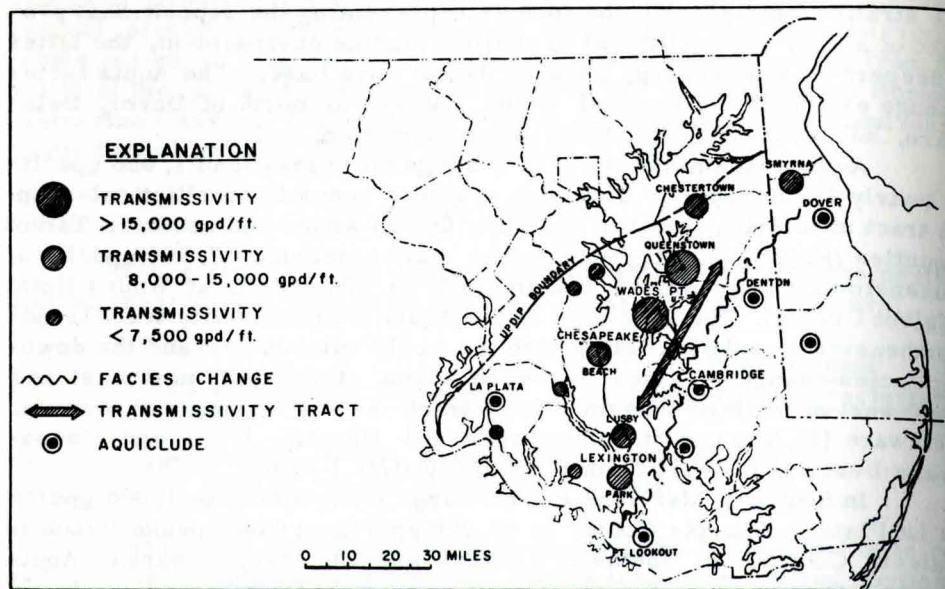 EXPLANATION
TRANSMISSIVITY
> 15,000 gpd/ft.
TRANSMISSIVITY
8,000 - 15,000 gpd/ft.
TRANSMISSIVITY
< 7,500 gpd/ft.
FACIES CHANGE
TRANSMISSIVITY TRACT
AQUICLUDE
0 10 20 30 MILES
SMYRNA
CHESTERTOWN
DOVER
QUEENSTOWN
UPDIP BOUNDARY
WADES PT.
DENTON
CHESAPEAKE
BEACH
CAMBRIDGE
LA PLATA
LUSBY
LEXINGTON
PARK
PT LOOKOUT